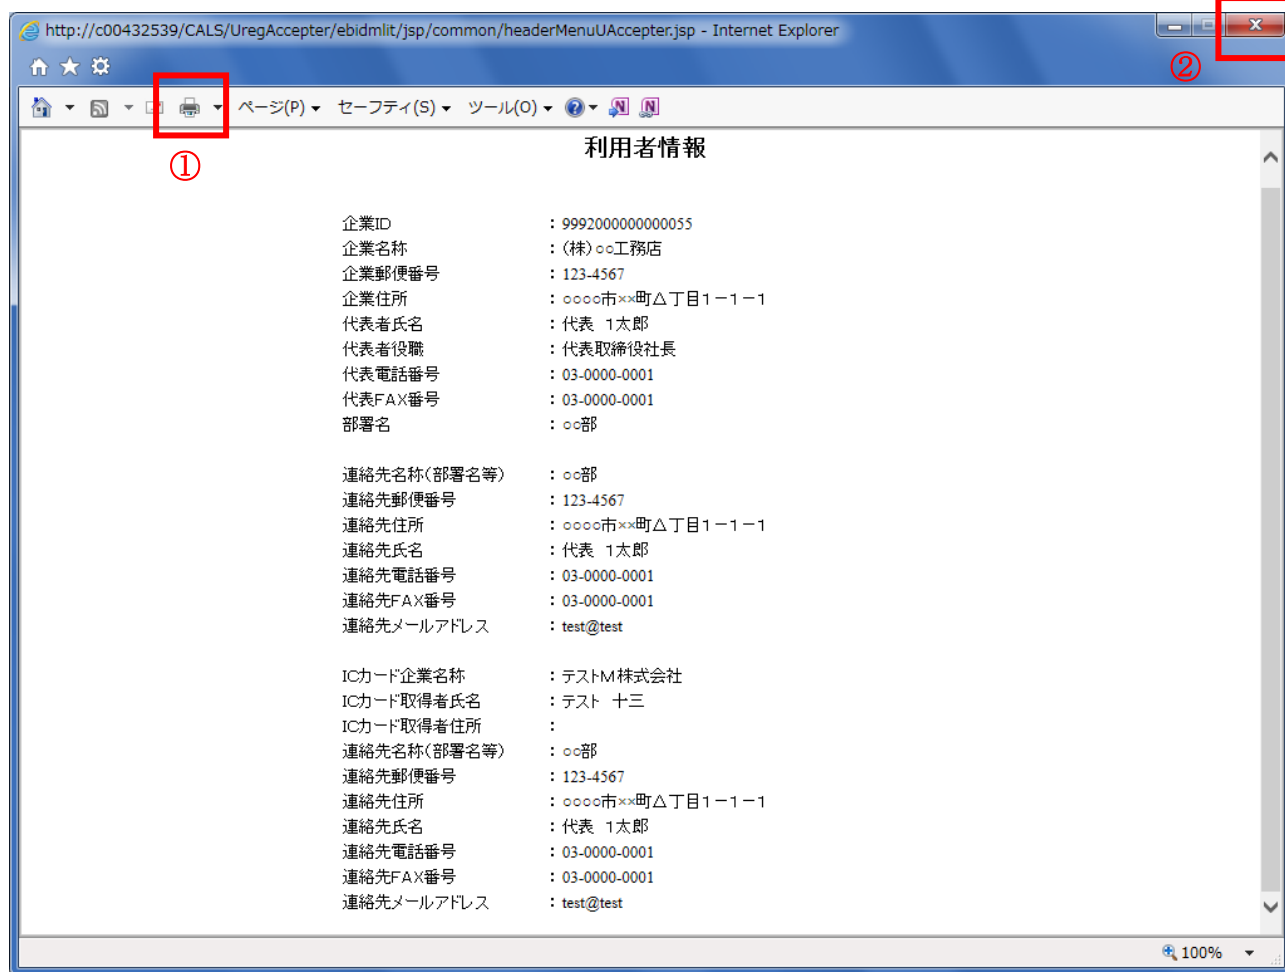 http://c00432539/CALS/UregAccepter/ebidmlit/jsp/common/headerMenuUAccepter.jsp - Internet Explorer
②
ページ(P) セーフティ(S) ツール(O)
①
利用者情報
企業ID : 9992000000000055
企業名称 : (株)○○工務店
企業郵便番号 : 123-4567
企業住所 : ○○○○市××町△丁目1-1-1
代表者氏名 : 代表 1太郎
代表者役職 : 代表取締役社長
代表電話番号 : 03-0000-0001
代表FAX番号 : 03-0000-0001
部署名 : ○○部
連絡先名称(部署名等) : ○○部
連絡先郵便番号 : 123-4567
連絡先住所 : ○○○○市××町△丁目1-1-1
連絡先氏名 : 代表 1太郎
連絡先電話番号 : 03-0000-0001
連絡先FAX番号 : 03-0000-0001
連絡先メールアドレス : test@test
ICカード企業名称 : テストM株式会社
ICカード取得者氏名 : テスト 十三
ICカード取得者住所 :
連絡先名称(部署名等) : ○○部
連絡先郵便番号 : 123-4567
連絡先住所 : ○○○○市××町△丁目1-1-1
連絡先氏名 : 代表 1太郎
連絡先電話番号 : 03-0000-0001
連絡先FAX番号 : 03-0000-0001
連絡先メールアドレス : test@test
100%